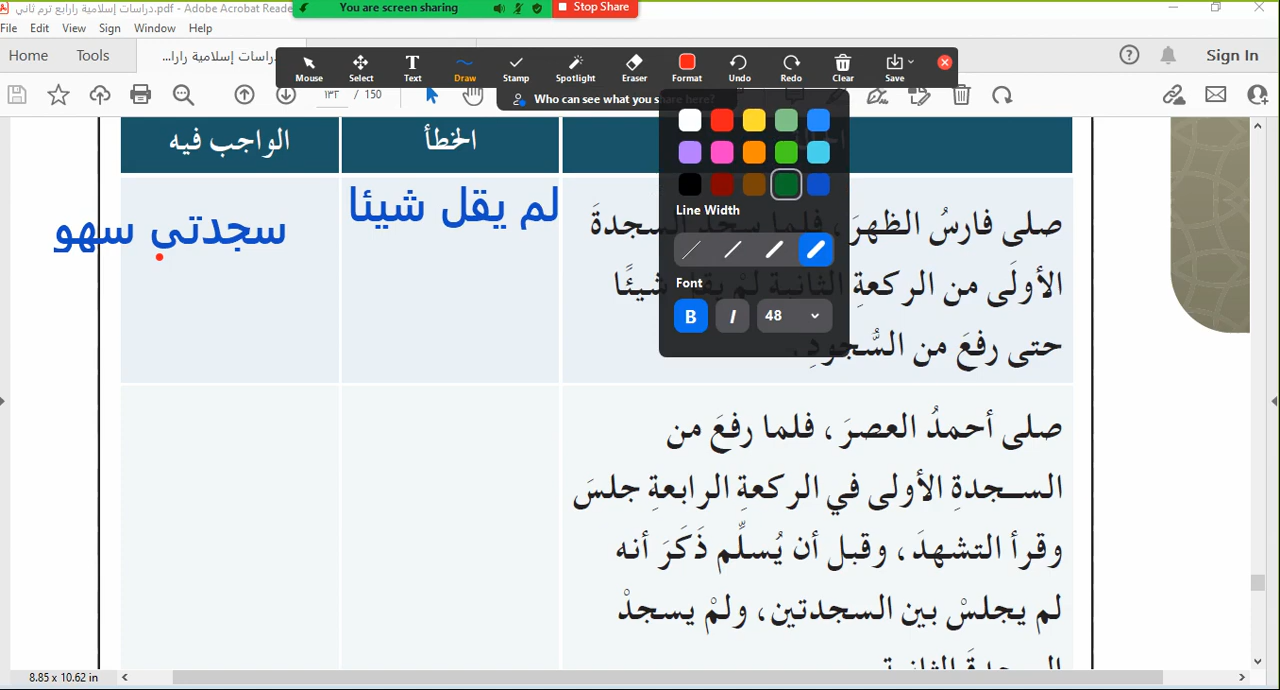 دراسات إسلامية رارابع ترم ثاني.pdf - Adobe Acrobat Reade
You are screen sharing
Stop Share
File Edit View Sign Window Help
Home Tools
دراسات إسلامية رارا...
Mouse Select Text Draw Stamp Spotlight Eraser Format Undo Redo Clear Save
Sign In
١٣٣ / 150
Who can see what you share here?
Line Width
Font
B I 48
الخطأ
الواجب فيه
صلى فارسُ الظهرَ، فلما سجد السجدةَ
الأولَى من الركعةِ الثانية لمْ يقل شيئًا
حتى رفعَ من السُّجودِ.
لم يقل شيئا
سجدتي سهو
صلى أحمدُ العصرَ، فلما رفعَ من
السـجدةِ الأولى في الركعةِ الرابعةِ جلسَ
وقرأ التشهدَ، وقبل أن يُسلّم ذَكَرَ أنه
لم يجلسْ بين السجدتين، ولمْ يسجدْ
8.85 x 10.62 in